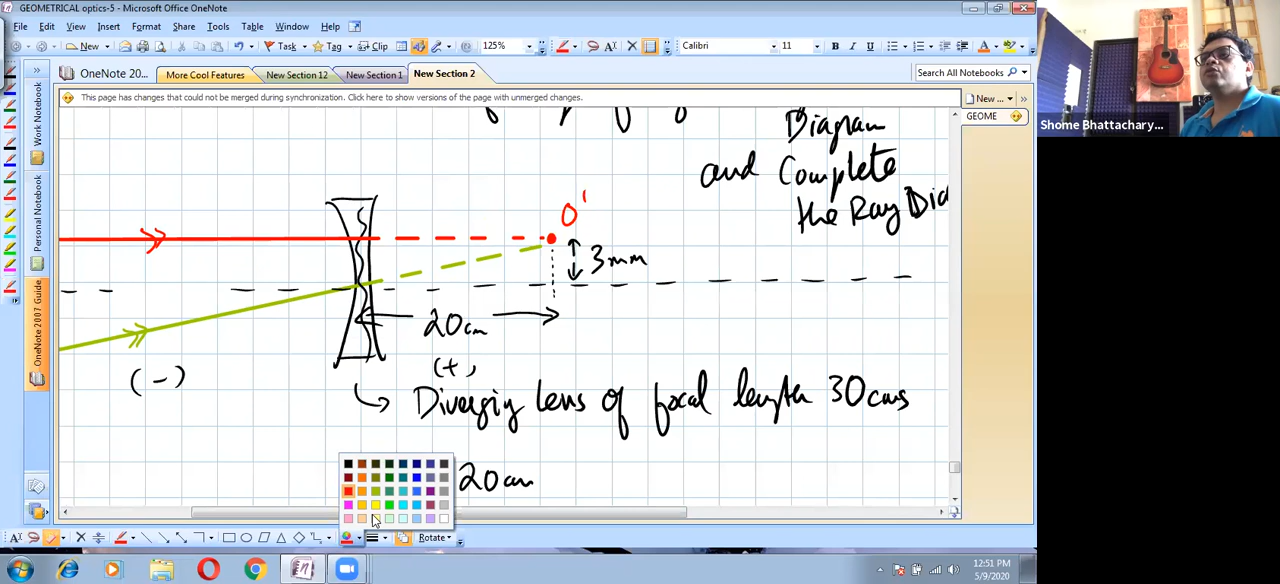 GEOMETRICAL optics-5 - Microsoft Office OneNote
File Edit View Insert Format Share Tools Table Window Help
New Task Tag Clip 125% Calibri 11 B I U
OneNote 20... More Cool Features New Section 12 New Section 1 New Section 2 Search All Notebooks
This page has changes that could not be merged during synchronization. Click here to show versions of the page with unmerged changes.
New ...
GEOME
Work Notebook
Personal Notebook
OneNote 2007 Guide
Shome Bhattachary...
Diagram
and Complete
the Ray Dia
O'
3mm
20cm
(-)
(+)
Diverging Lens of focal length 30cms
20cm
Rotate
12:51 PM
5/9/2020